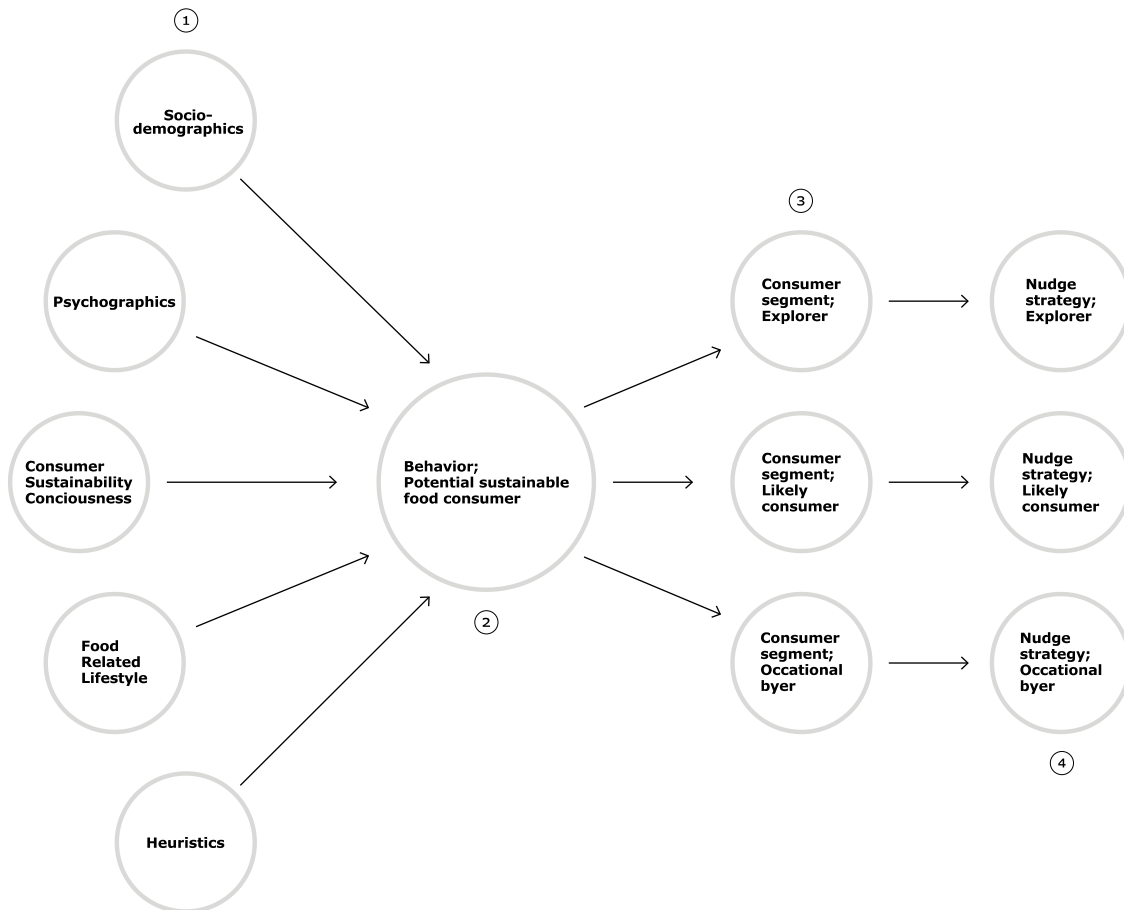 1
Socio-
demographics
Psychographics
Consumer
Sustainability
Conciousness
Food
Related
Lifestyle
Heuristics
Behavior;
Potential sustainable
food consumer
2
3
Consumer
segment;
Explorer
Consumer
segment;
Likely
consumer
Consumer
segment;
Occational
byer
Nudge
strategy;
Explorer
Nudge
strategy;
Likely
consumer
Nudge
strategy;
Occational
byer
4